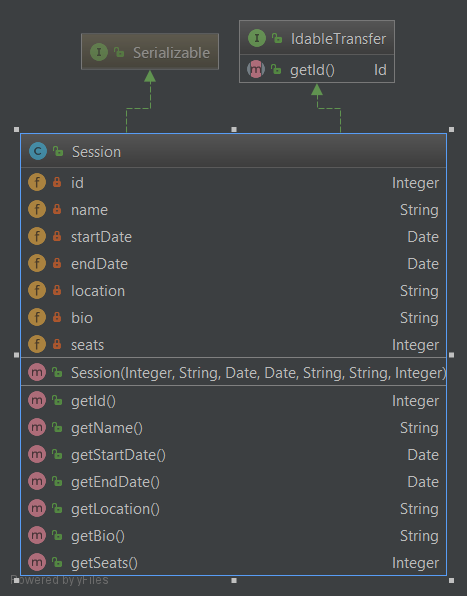 I Serializable
I IdableTransfer
m getId() Id
C Session
f id Integer
f name String
f startDate Date
f endDate Date
f location String
f bio String
f seats Integer
m Session(Integer, String, Date, Date, String, String, Integer)
m getId() Integer
m getName() String
m getStartDate() Date
m getEndDate() Date
m getLocation() String
m getBio() String
m getSeats() Integer
Powered by yFiles